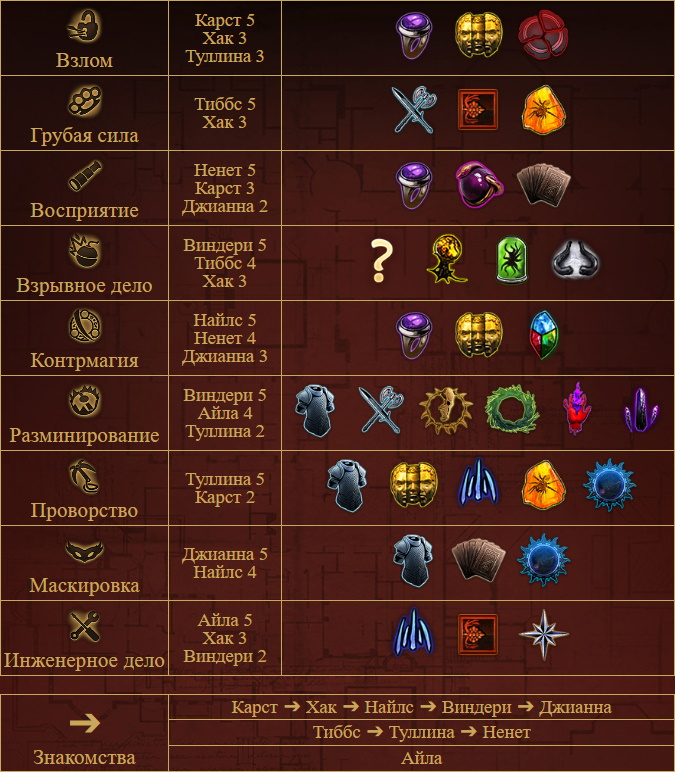 Взлом
Карст 5
Хак 3
Туллина 3
Грубая сила
Тиббс 5
Хак 3
Восприятие
Ненет 5
Карст 3
Джианна 2
Взрывное дело
Виндери 5
Тиббс 4
Хак 3
?
Контрмагия
Найлс 5
Ненет 4
Джианна 3
Разминирование
Виндери 5
Айла 4
Туллина 2
Проворство
Туллина 5
Карст 2
Маскировка
Джианна 5
Найлс 4
Инженерное дело
Айла 5
Хак 3
Виндери 2
Знакомства
Карст ➔ Хак ➔ Найлс ➔ Виндери ➔ Джианна
Тиббс ➔ Туллина ➔ Ненет
Айла